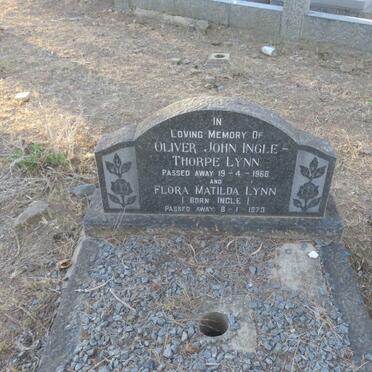 IN
LOVING MEMORY OF
OLIVER JOHN INGLE-
THORPE LYNN
PASSED AWAY 19-4-1968
AND
FLORA MATILDA LYNN
(BORN INGLE)
PASSED AWAY 8-1-1973